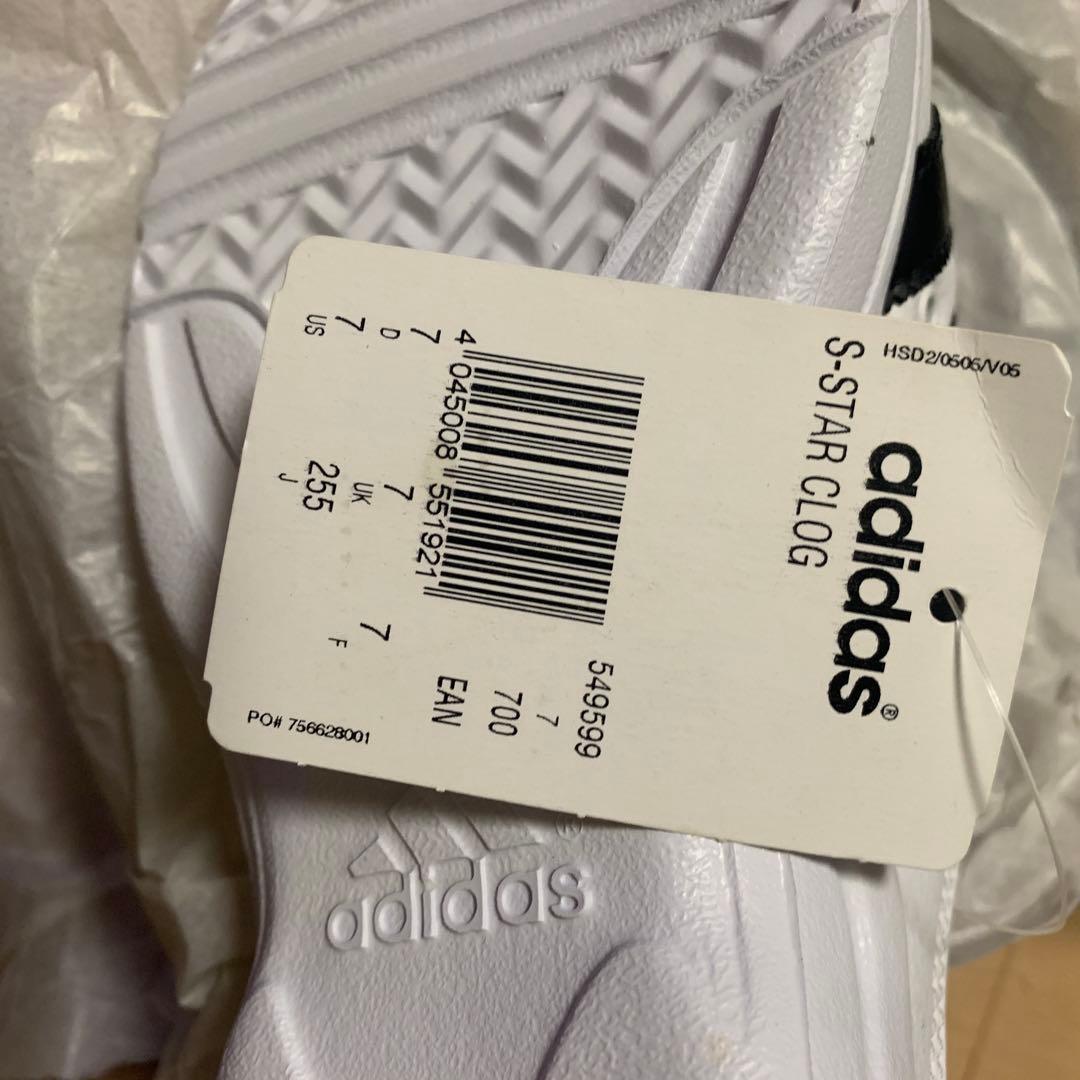 HSD2/0505/V05
adidas®
S-STAR CLOG
549599
7
700
EAN
4 045008 551921
7
D
7
UK
7
F
7
US
255
J
PO# 756628001
®
adidas